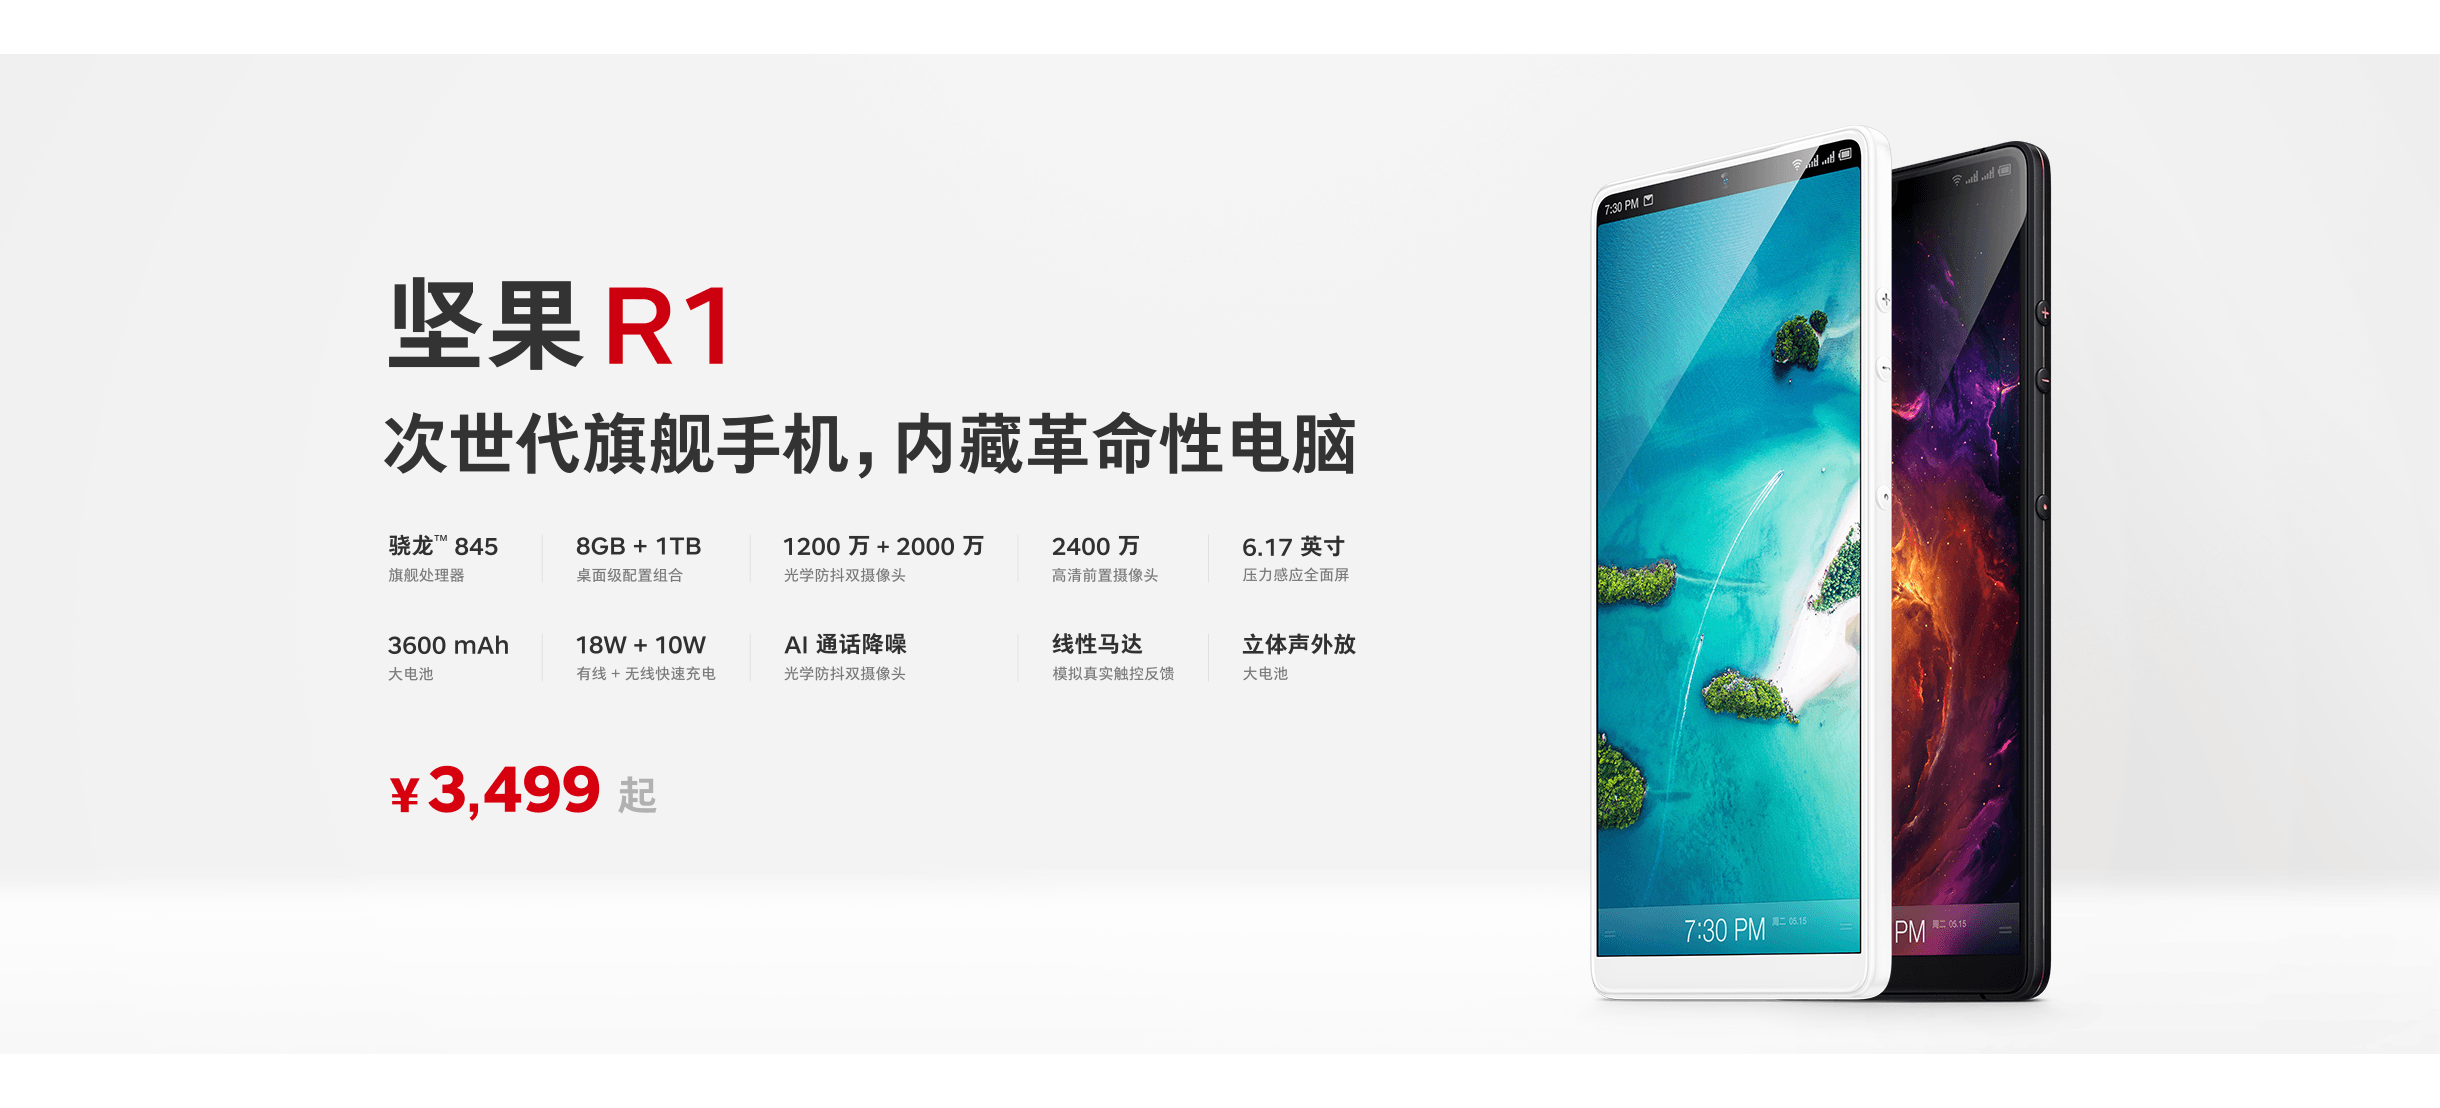 坚果 R1
次世代旗舰手机，内藏革命性电脑
骁龙™ 845
旗舰处理器
8GB + 1TB
桌面级配置组合
1200 万 + 2000 万
光学防抖双摄像头
2400 万
高清前置摄像头
6.17 英寸
压力感应全面屏
3600 mAh
大电池
18W + 10W
有线 + 无线快速充电
AI 通话降噪
光学防抖双摄像头
线性马达
模拟真实触控反馈
立体声外放
大电池
¥ 3,499 起
7:30 PM
7:30 PM 周二 05.15
PM 周二 05.15